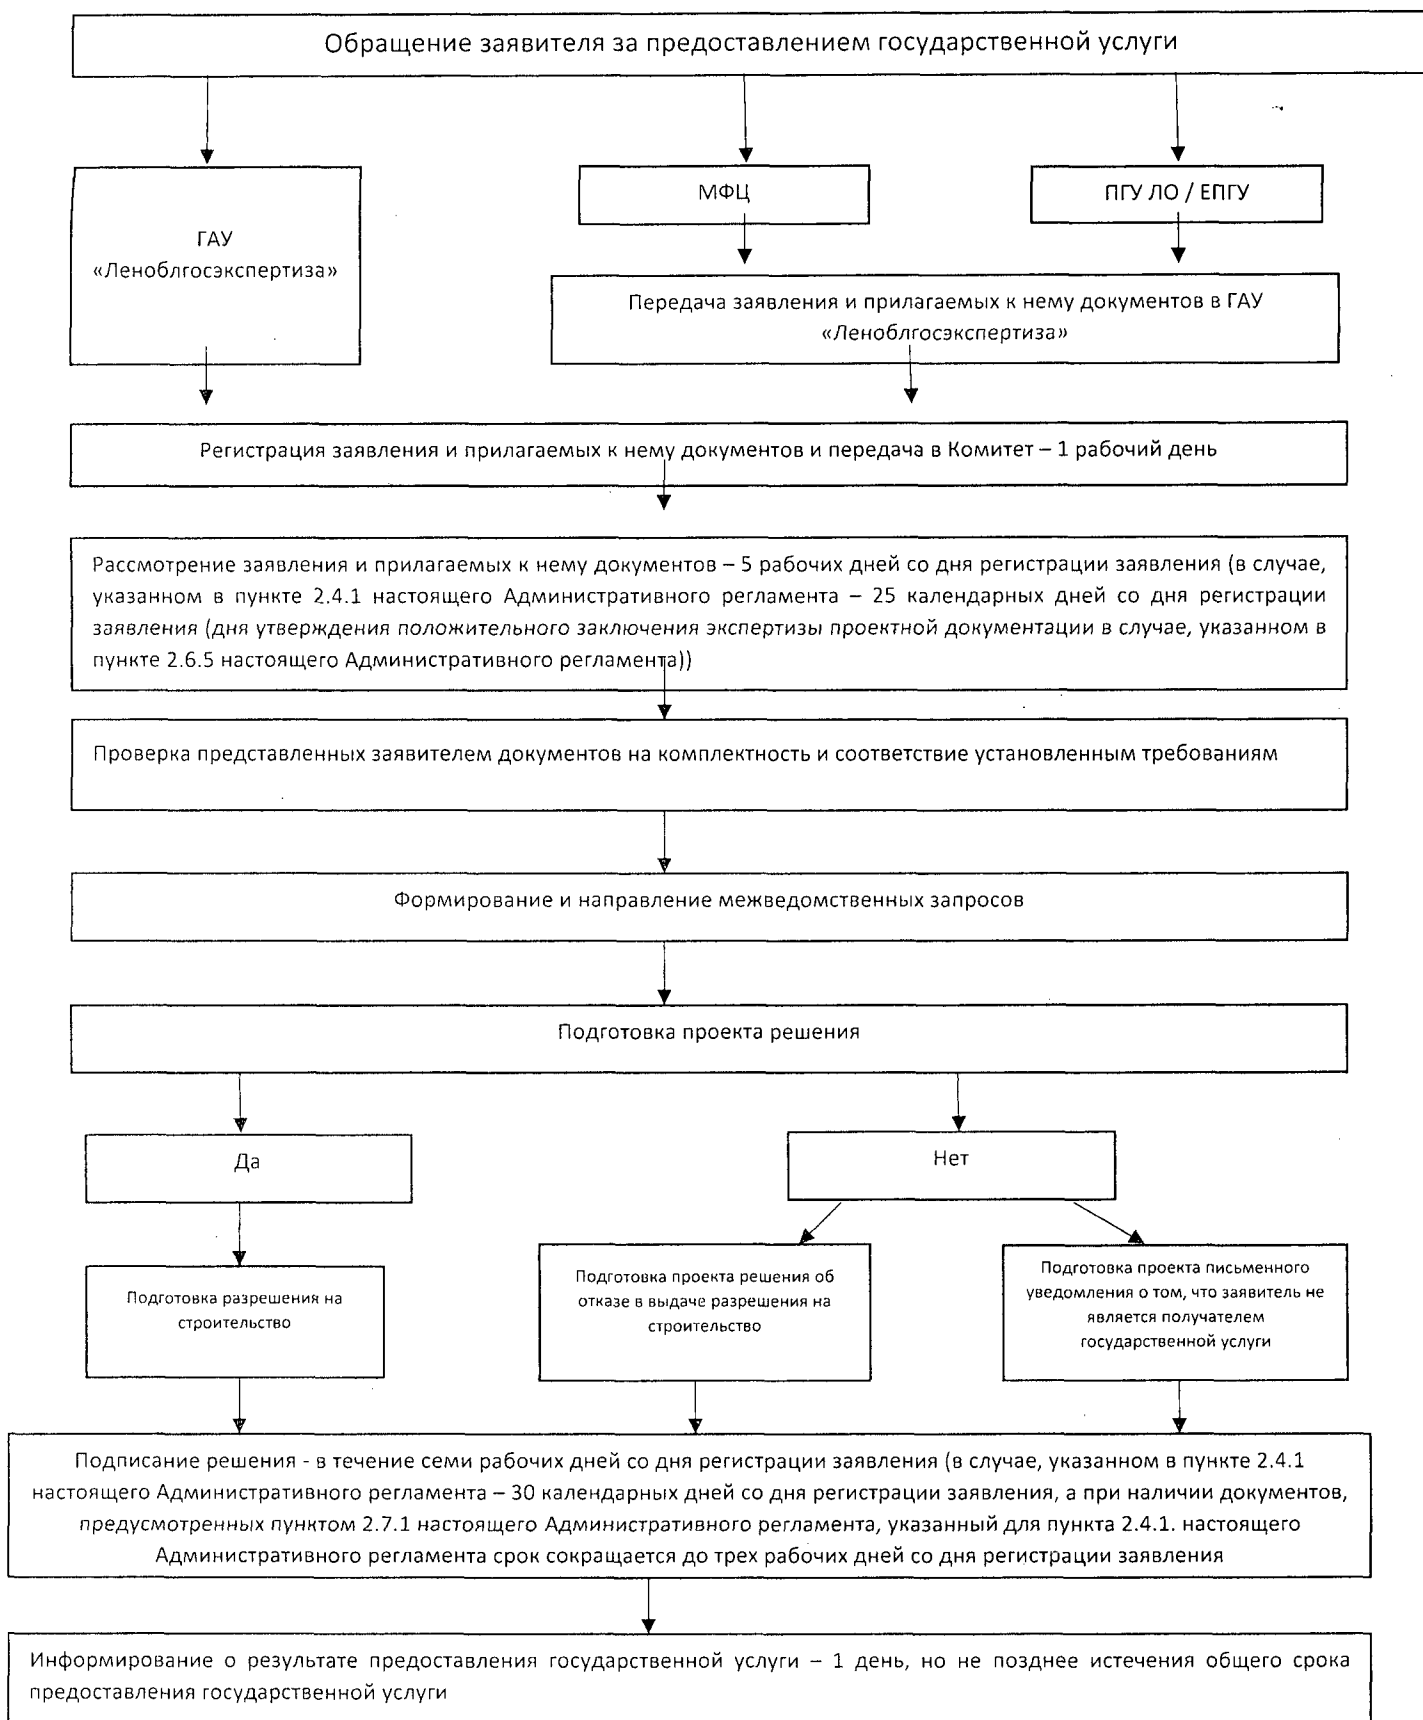 Обращение заявителя за предоставлением государственной услуги
ГАУ
«Леноблгосэкспертиза»
МФЦ
ПГУ ЛО / ЕПГУ
Передача заявления и прилагаемых к нему документов в ГАУ
«Леноблгосэкспертиза»
Регистрация заявления и прилагаемых к нему документов и передача в Комитет – 1 рабочий день
Рассмотрение заявления и прилагаемых к нему документов – 5 рабочих дней со дня регистрации заявления (в случае,
указанном в пункте 2.4.1 настоящего Административного регламента – 25 календарных дней со дня регистрации
заявления (дня утверждения положительного заключения экспертизы проектной документации в случае, указанном в
пункте 2.6.5 настоящего Административного регламента))
Проверка представленных заявителем документов на комплектность и соответствие установленным требованиям
Формирование и направление межведомственных запросов
Подготовка проекта решения
Да
Нет
Подготовка разрешения на
строительство
Подготовка проекта решения об
отказе в выдаче разрешения на
строительство
Подготовка проекта письменного
уведомления о том, что заявитель не
является получателем
государственной услуги
Подписание решения - в течение семи рабочих дней со дня регистрации заявления (в случае, указанном в пункте 2.4.1
настоящего Административного регламента – 30 календарных дней со дня регистрации заявления, а при наличии документов,
предусмотренных пунктом 2.7.1 настоящего Административного регламента, указанный для пункта 2.4.1. настоящего
Административного регламента срок сокращается до трех рабочих дней со дня регистрации заявления
Информирование о результате предоставления государственной услуги – 1 день, но не позднее истечения общего срока
предоставления государственной услуги